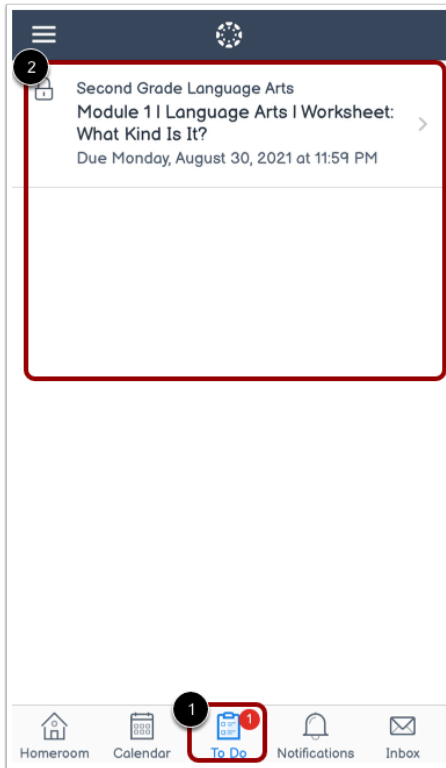 2
Second Grade Language Arts
Module 1 | Language Arts | Worksheet:
What Kind Is It?
Due Monday, August 30, 2021 at 11:59 PM
1
1
Homeroom Calendar To Do Notifications Inbox